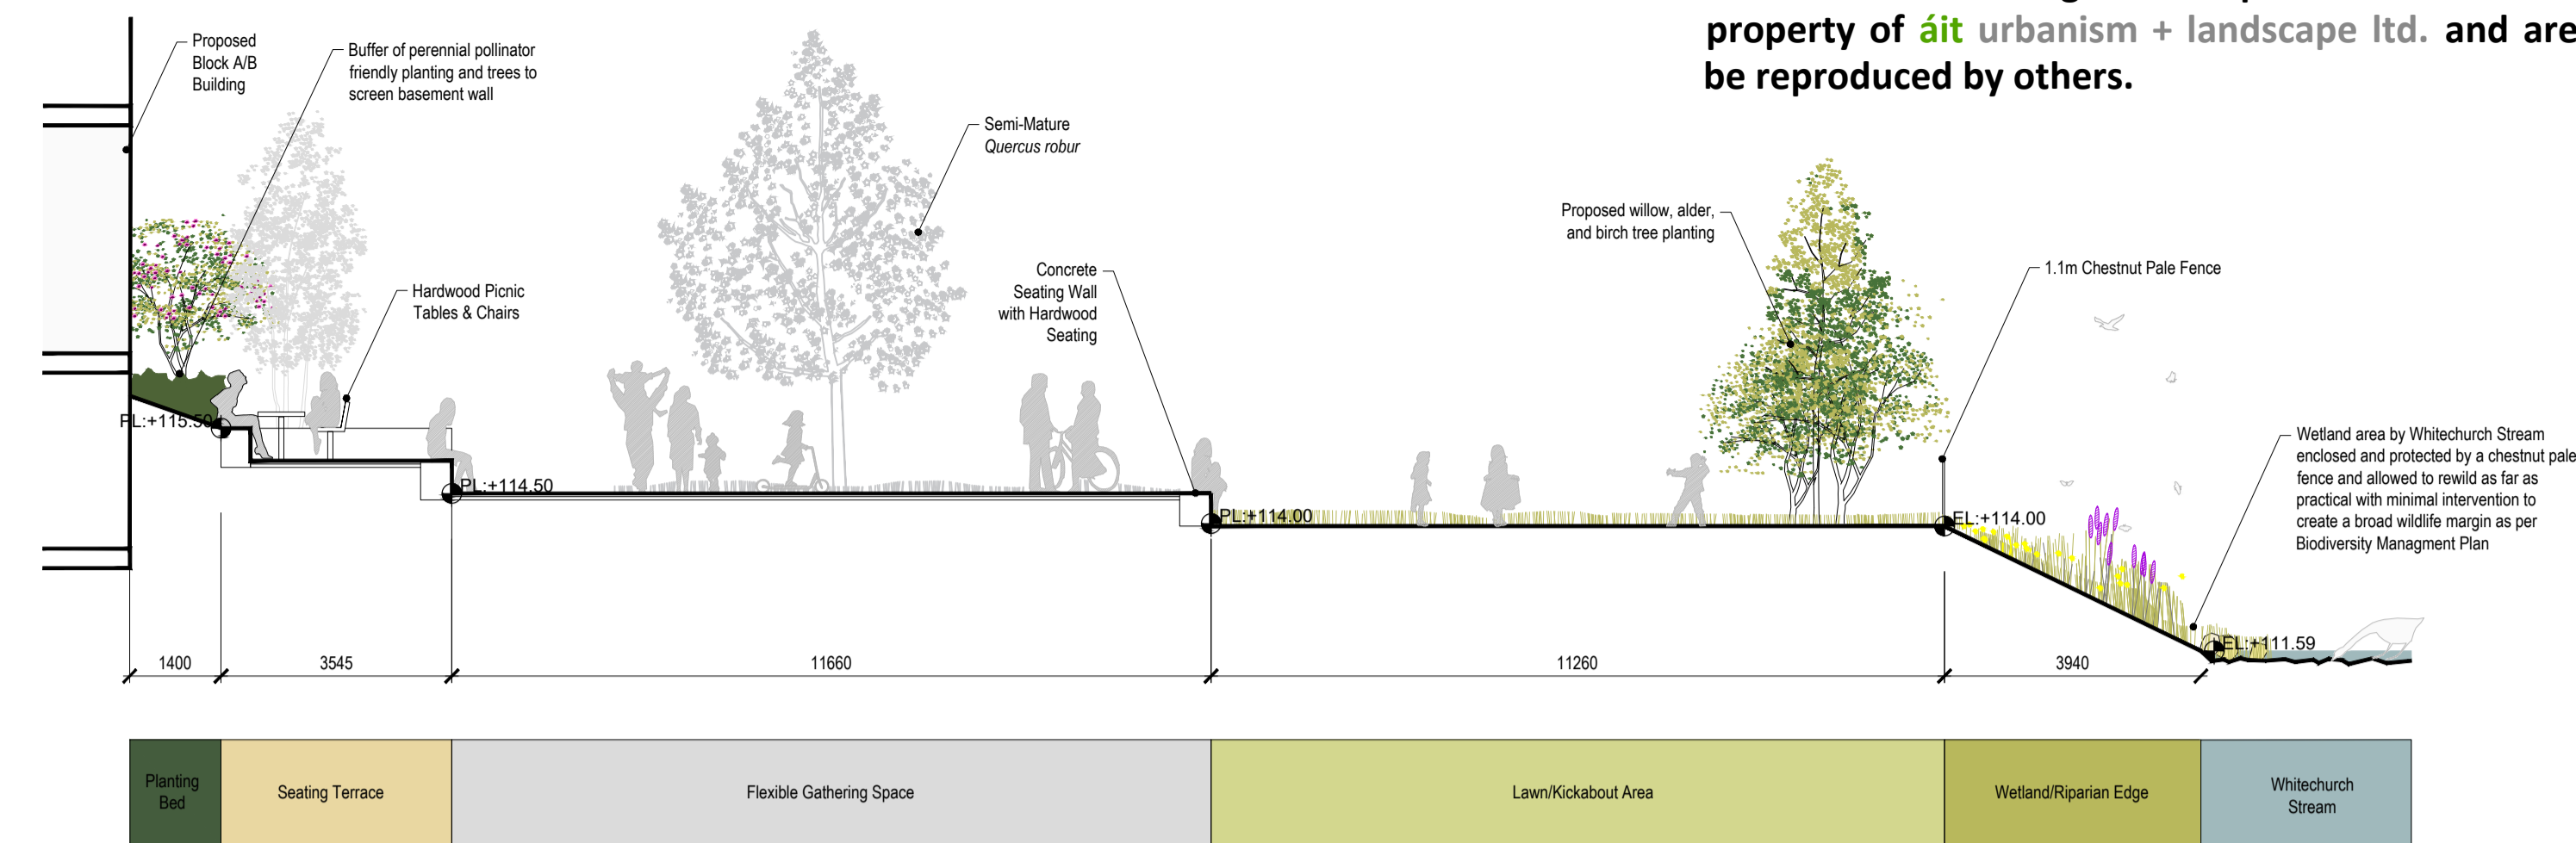 property of áit urbanism + landscape ltd. and are
be reproduced by others.
Proposed
Block A/B
Building
Buffer of perennial pollinator
friendly planting and trees to
screen basement wall
Hardwood Picnic
Tables & Chairs
Semi-Mature
Quercus robur
Concrete
Seating Wall
with Hardwood
Seating
Proposed willow, alder,
and birch tree planting
1.1m Chestnut Pale Fence
Wetland area by Whitechurch Stream
enclosed and protected by a chestnut pale
fence and allowed to rewild as far as
practical with minimal intervention to
create a broad wildlife margin as per
Biodiversity Managment Plan
PL:+115.50
PL:+114.50
PL:+114.00
EL:+114.00
EL:+111.59
1400
3545
11660
11260
3940
Planting
Bed
Seating Terrace
Flexible Gathering Space
Lawn/Kickabout Area
Wetland/Riparian Edge
Whitechurch
Stream